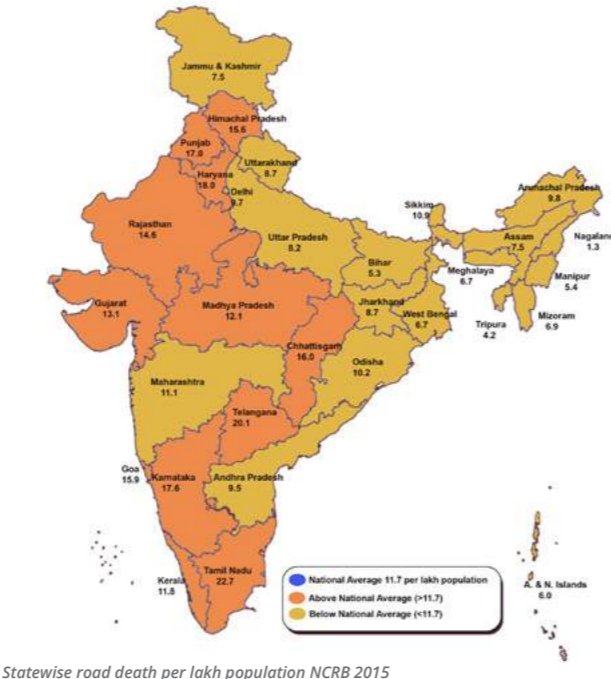 Jammu & Kashmir
7.5
Himachal Pradesh
15.6
Punjab
17.0
Uttarakhand
8.7
Haryana
18.0
Delhi
9.7
Arunachal Pradesh
9.8
Sikkim
10.9
Rajasthan
14.6
Uttar Pradesh
8.2
Assam
7.5
Nagaland
1.3
Bihar
5.3
Meghalaya
6.7
Manipur
5.4
Gujarat
13.1
Madhya Pradesh
12.1
Jharkhand
8.7
West Bengal
6.7
Tripura
4.2
Mizoram
6.9
Chhattisgarh
16.0
Odisha
10.2
Maharashtra
11.1
Telangana
20.1
Goa
15.9
Karnataka
17.6
Andhra Pradesh
9.5
Kerala
11.8
Tamil Nadu
22.7
A. & N. Islands
6.0
National Average 11.7 per lakh population
Above National Average (>11.7)
Below National Average (<11.7)
Statewise road death per lakh population NCRB 2015